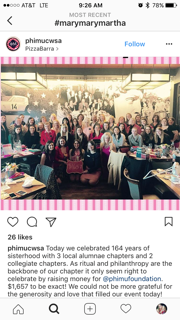 AT&T LTE 9:26 AM 78%
MOST RECENT
#marymarymartha
phimucwsa
PizzaBarra >
Follow
14
26 likes
phimucwsa Today we celebrated 164 years of
sisterhood with 3 local alumnae chapters and 2
collegiate chapters. As ritual and philanthropy are the
backbone of our chapter it only seem right to
celebrate by raising money for @phimufoundation.
$1,657 to be exact! We could not be more grateful for
the generosity and love that filled our event today!